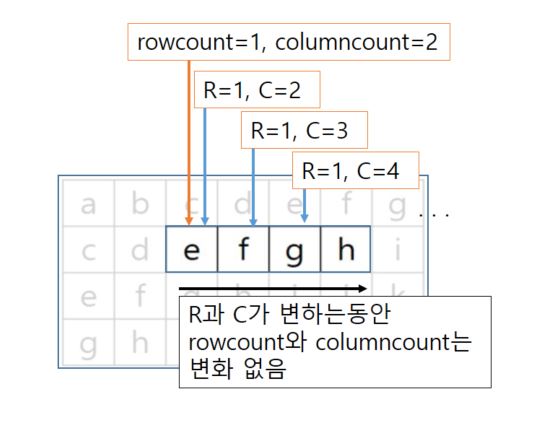 rowcount=1, columncount=2
R=1, C=2
R=1, C=3
R=1, C=4
a b c d e f g . . .
c d e f g h i
e f
g h
R과 C가 변하는동안
rowcount와 columncount는
변화 없음